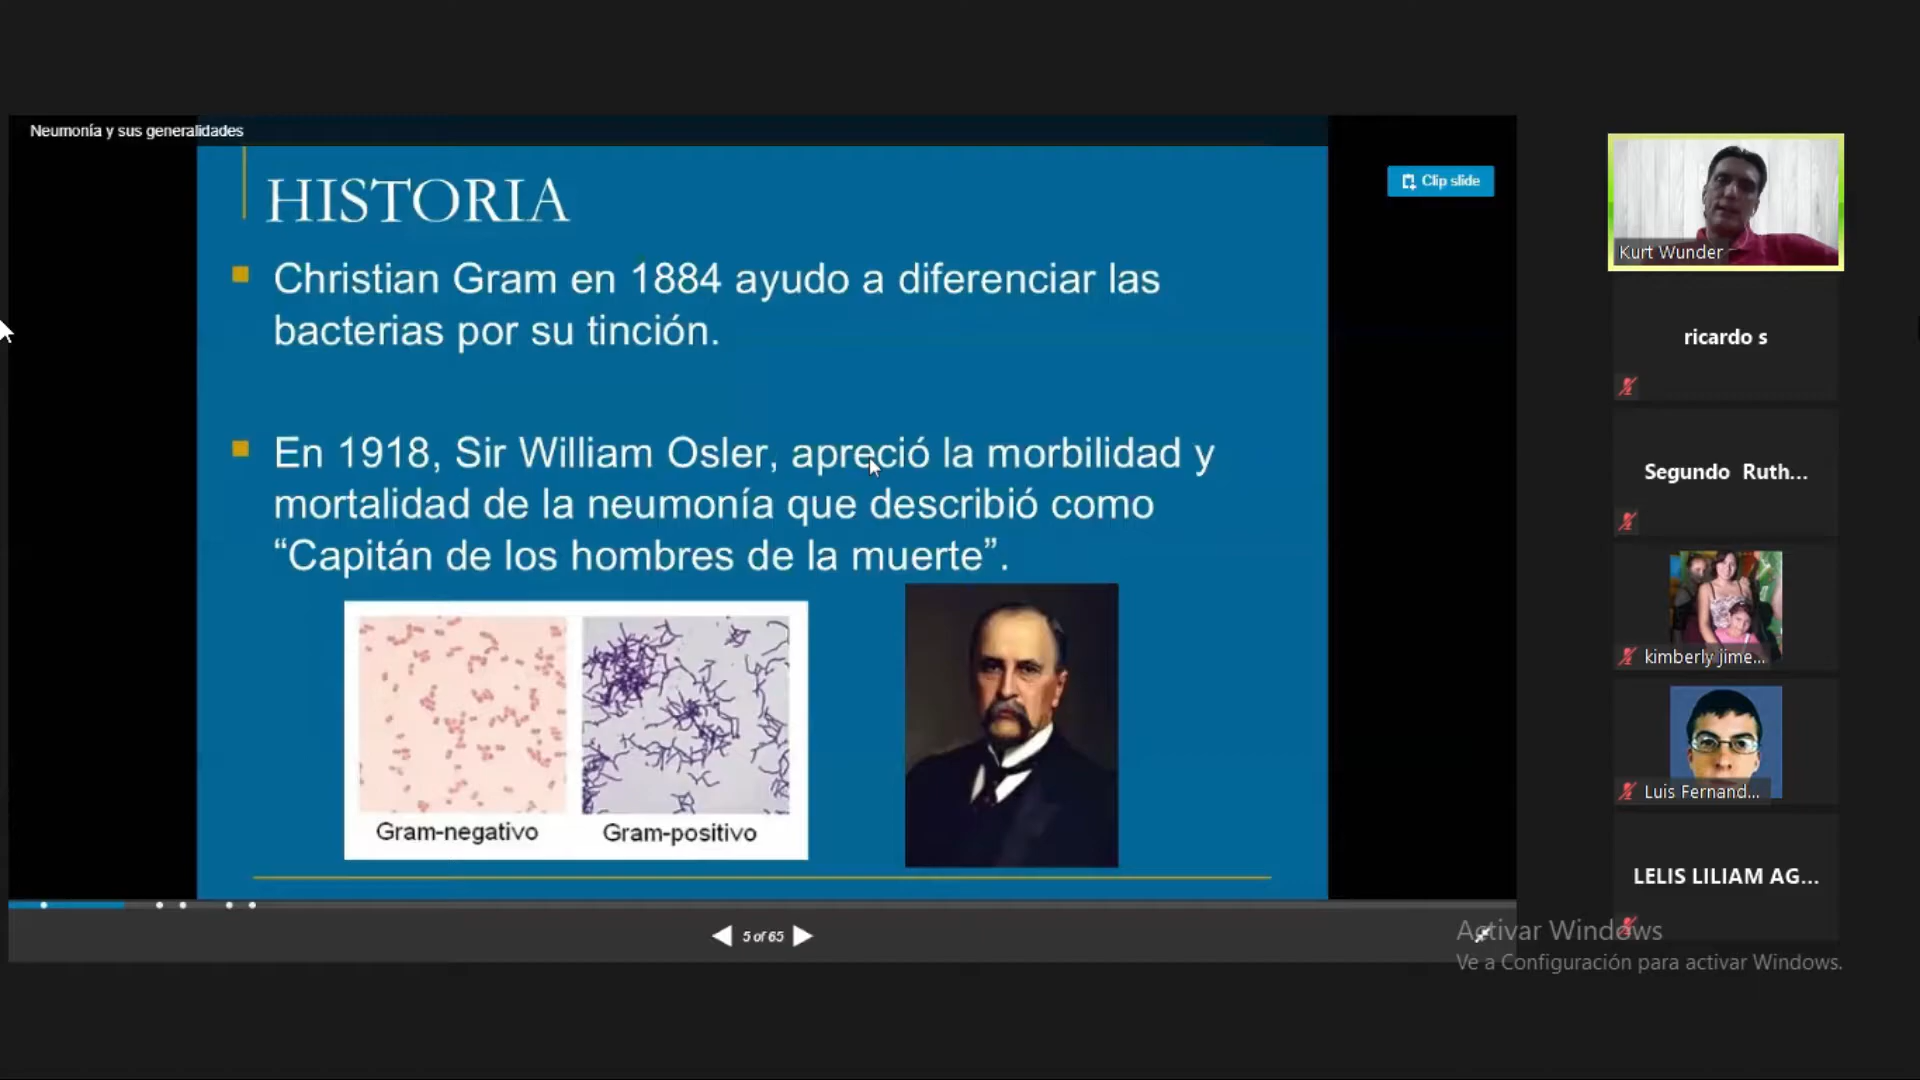 Neumonía y sus generalidades
HISTORIA
Clip slide
Christian Gram en 1884 ayudo a diferenciar las
bacterias por su tinción.
En 1918, Sir William Osler, apreció la morbilidad y
mortalidad de la neumonía que describió como
“Capitán de los hombres de la muerte”.
Gram-negativo
Gram-positivo
5 of 65
Kurt Wunder
ricardo s
Segundo Ruth...
kimberly jime...
Luis Fernand...
LELIS LILIAM AG...
Activar Windows
Ve a Configuración para activar Windows.